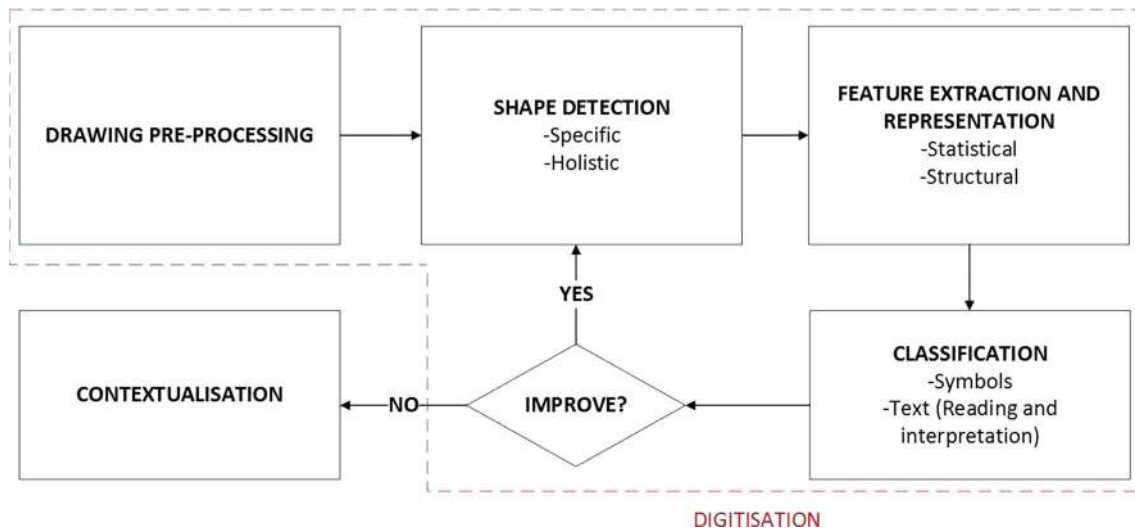 DRAWING PRE-PROCESSING
SHAPE DETECTION
-Specific
-Holistic
FEATURE EXTRACTION AND
REPRESENTATION
-Statistical
-Structural
CLASSIFICATION
-Symbols
-Text (Reading and
interpretation)
IMPROVE?
YES
NO
CONTEXTUALISATION
DIGITISATION